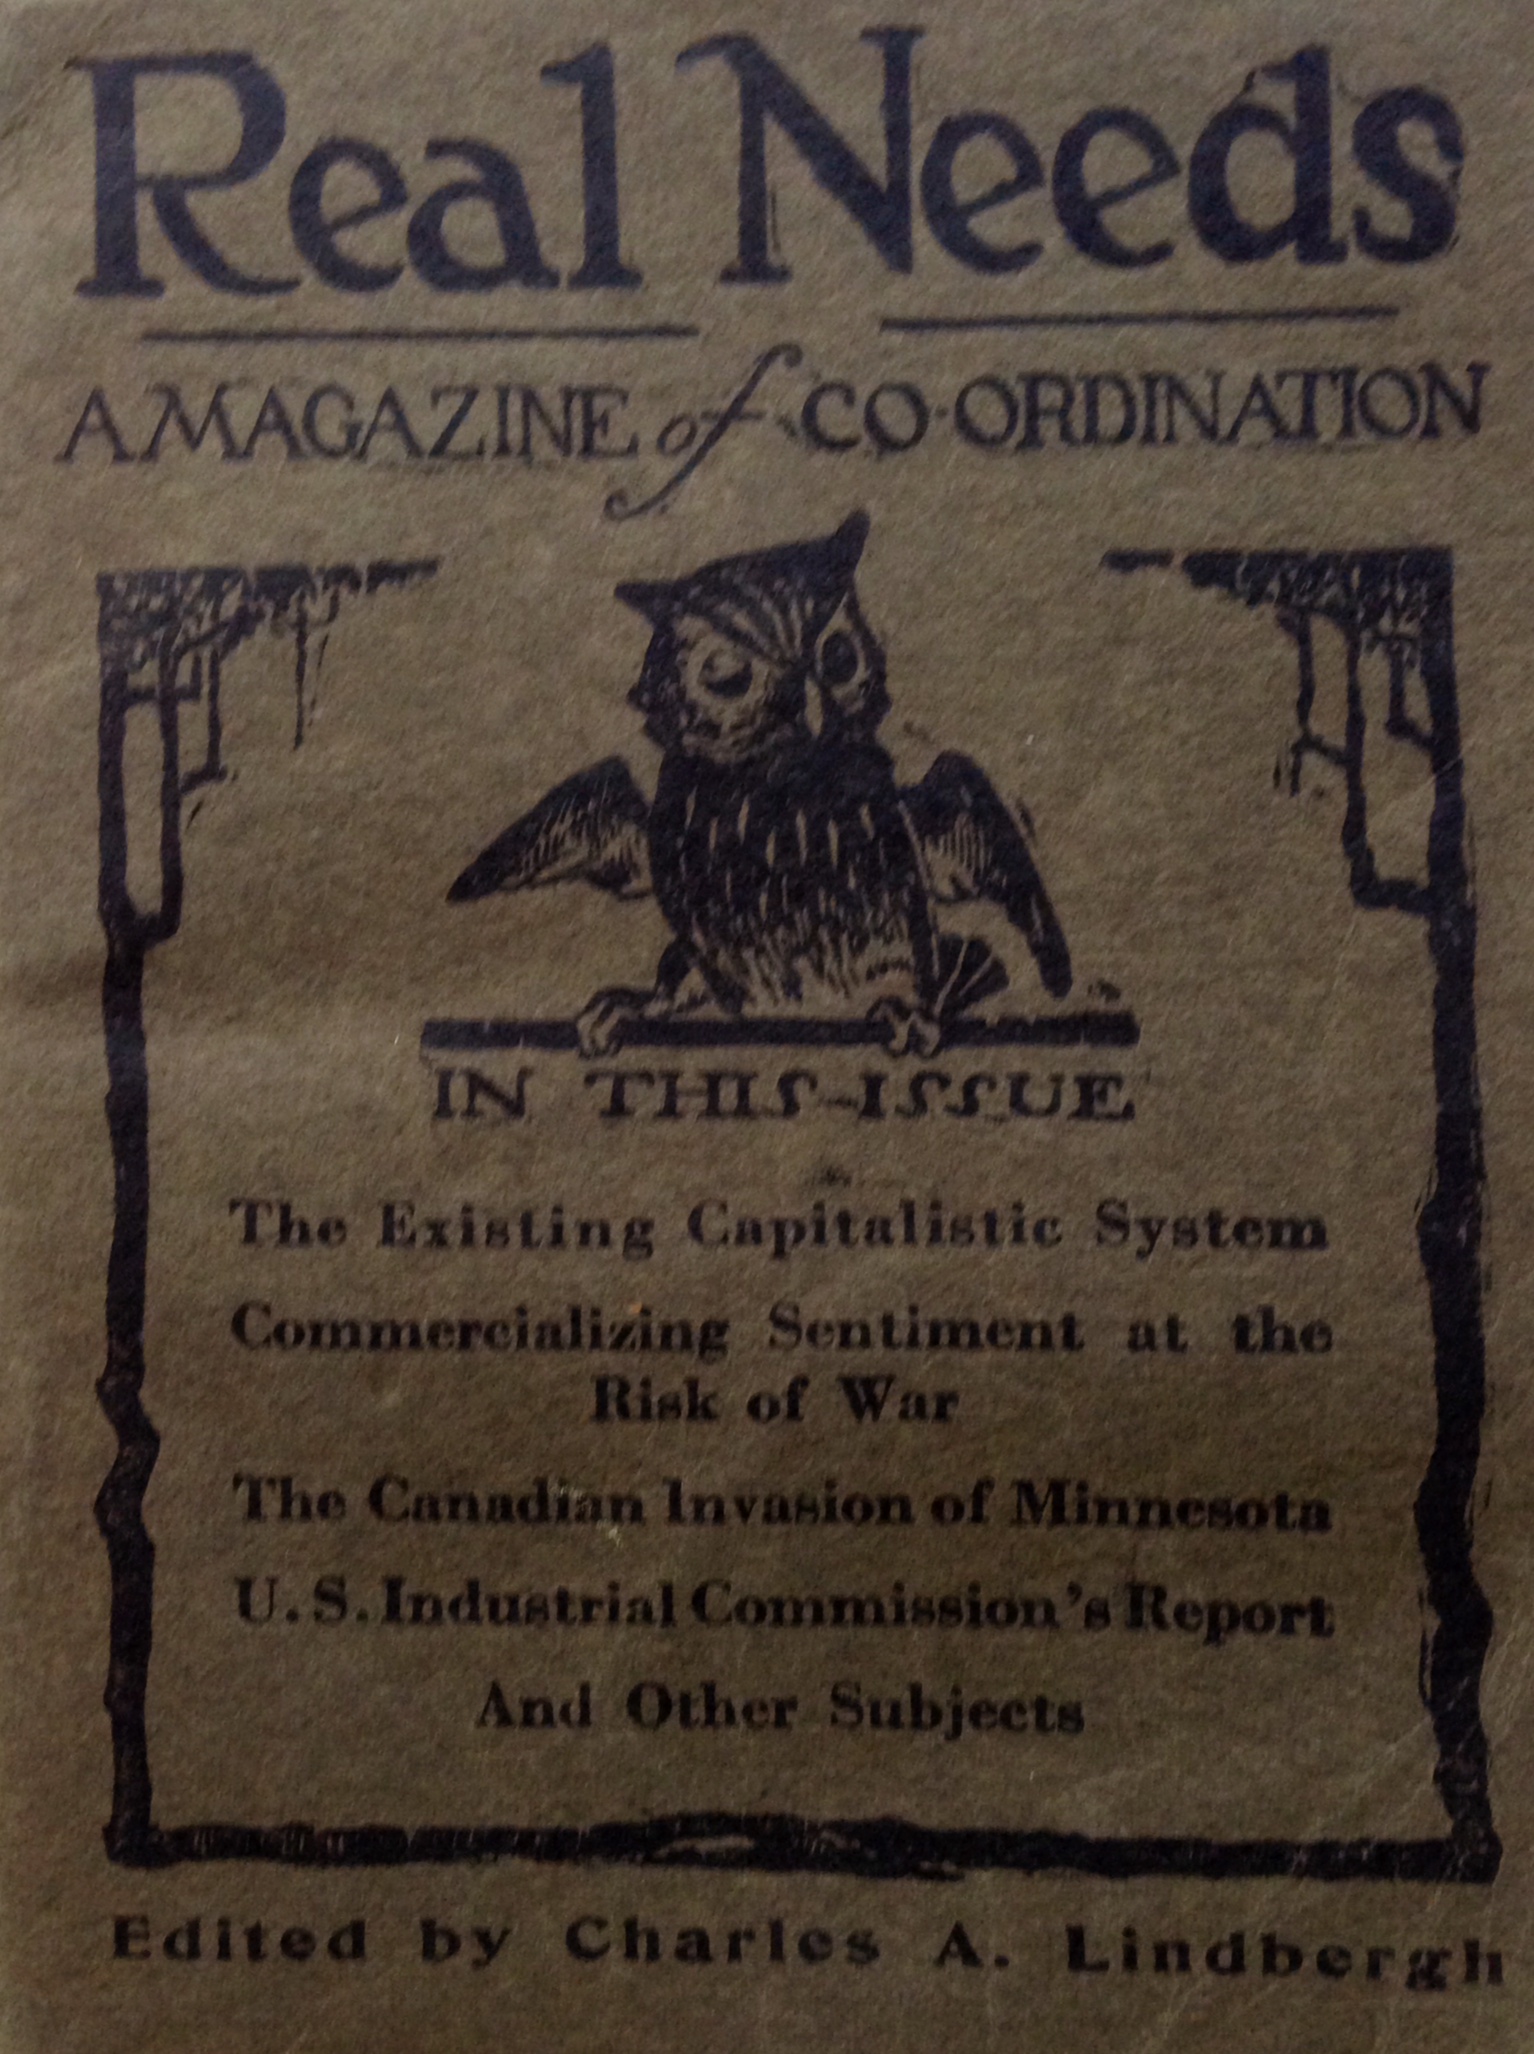 Real Needs
A MAGAZINE of CO-ORDINATION
IN THIS ISSUE
The Existing Capitalistic System
Commercializing Sentiment at the
Risk of War
The Canadian Invasion of Minnesota
U. S. Industrial Commission's Report
And Other Subjects
Edited by Charles A. Lindbergh